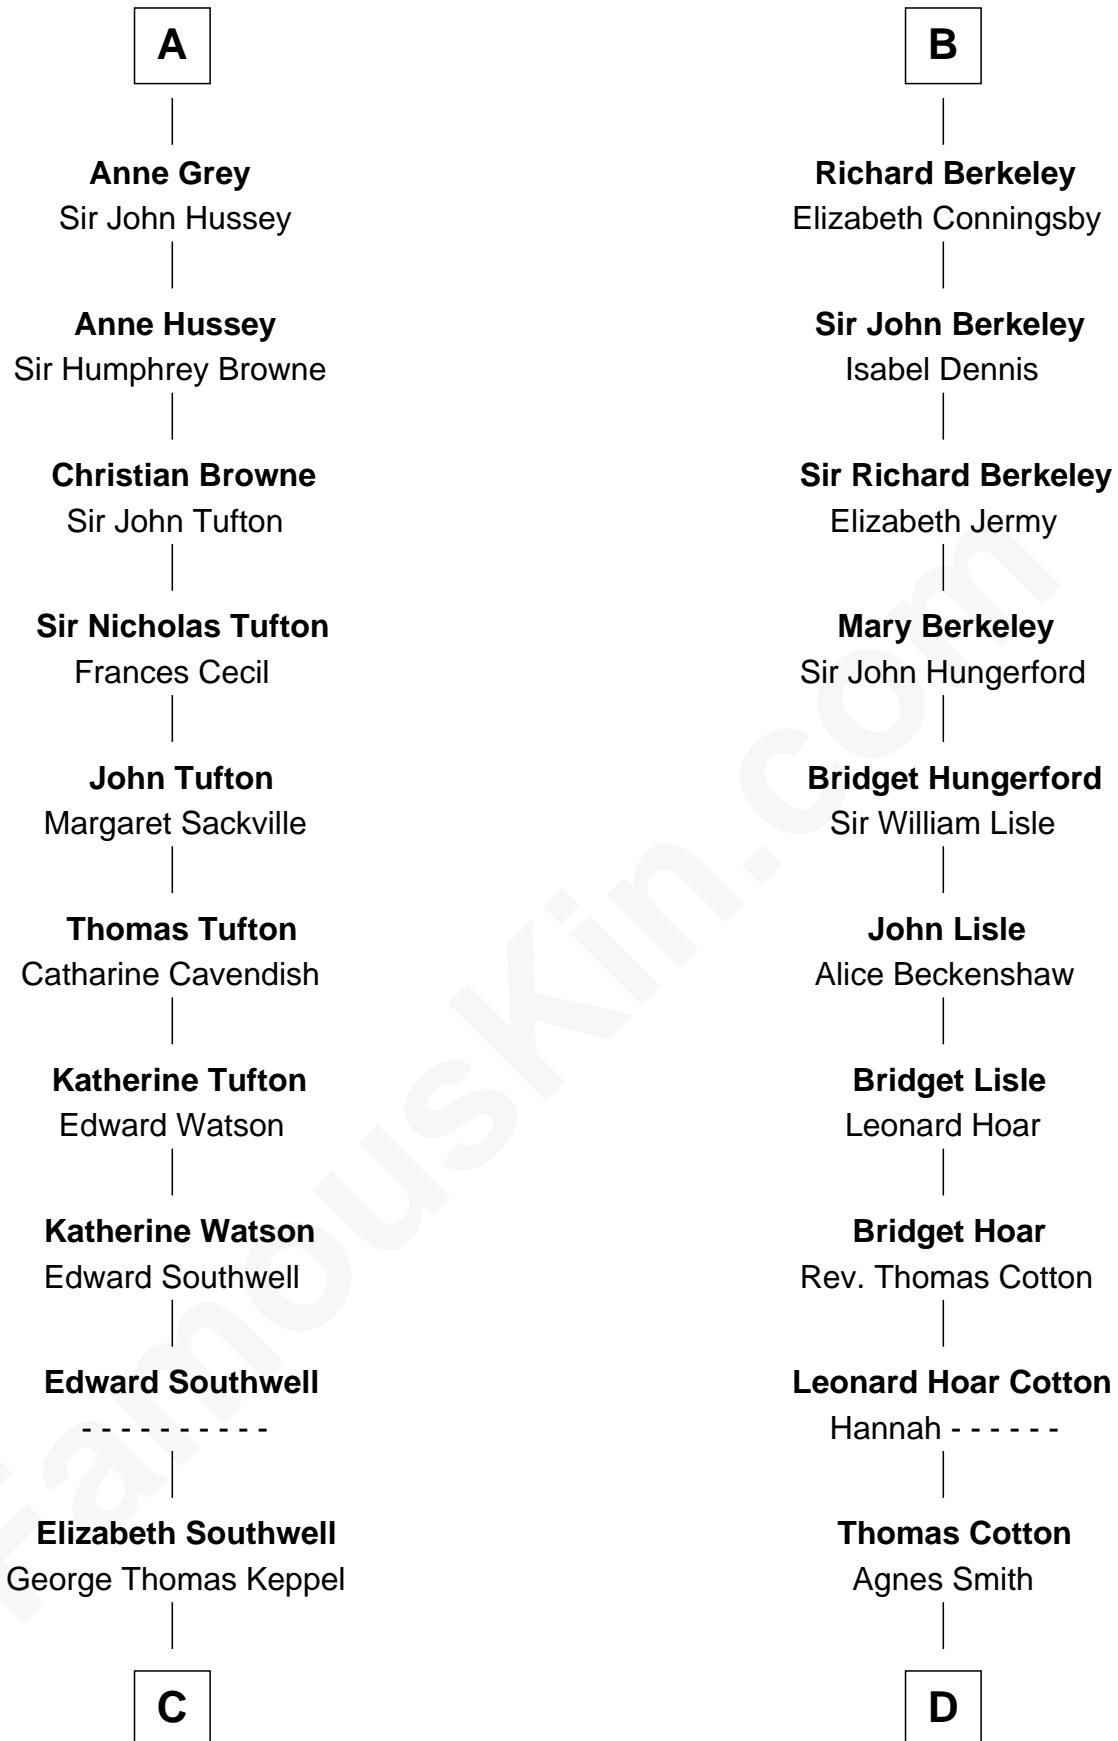 A
Anne Grey
Sir John Hussey
Anne Hussey
Sir Humphrey Browne
Christian Browne
Sir John Tufton
Sir Nicholas Tufton
Frances Cecil
John Tufton
Margaret Sackville
Thomas Tufton
Catharine Cavendish
Katherine Tufton
Edward Watson
Katherine Watson
Edward Southwell
Edward Southwell
- - - - - - - - - -
Elizabeth Southwell
George Thomas Keppel
C
B
Richard Berkeley
Elizabeth Conningsby
Sir John Berkeley
Isabel Dennis
Sir Richard Berkeley
Elizabeth Jermy
Mary Berkeley
Sir John Hungerford
Bridget Hungerford
Sir William Lisle
John Lisle
Alice Beckenshaw
Bridget Lisle
Leonard Hoar
Bridget Hoar
Rev. Thomas Cotton
Leonard Hoar Cotton
Hannah - - - - - -
Thomas Cotton
Agnes Smith
D
FamousKin.com